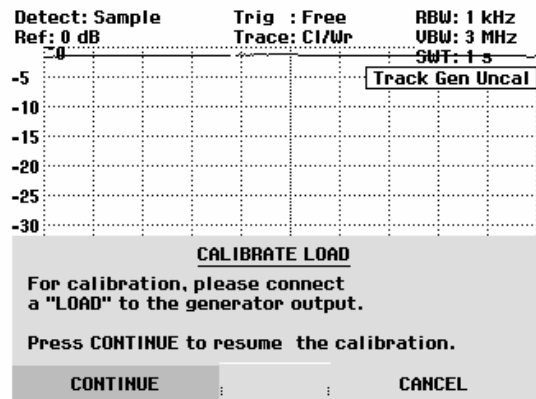 Detect: Sample Trig : Free RBW: 1 kHz
Ref: 0 dB Trace: Cl/Wr VBW: 3 MHz
SWT: 1 s
0
Track Gen Uncal
-5
-10
-15
-20
-25
-30
CALIBRATE LOAD
For calibration, please connect
a "LOAD" to the generator output.
Press CONTINUE to resume the calibration.
CONTINUE CANCEL